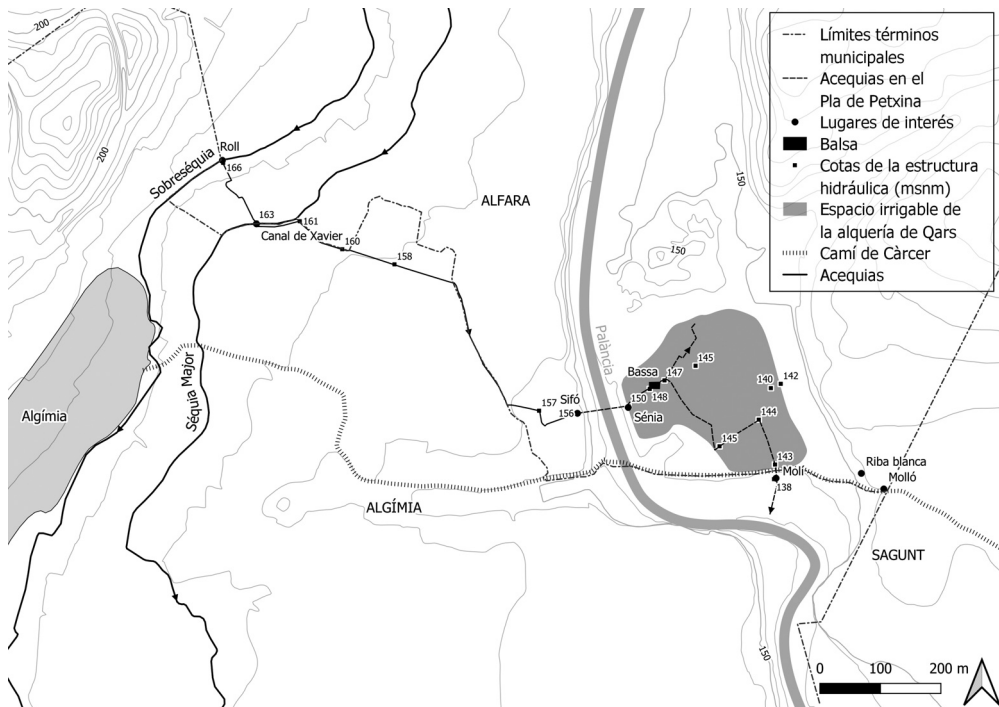 200
200
Roll
166
Sobreséquia
163
161
Canal de Xavier
160
158
ALFARA
150
150
Límites términos
municipales
Acequias en el
Pla de Petxina
Lugares de interés
Balsa
Cotas de la estructura
hidráulica (msnm)
Espacio irrigable de
la alquería de Qars
Camí de Càrcer
Acequias
Palància
Bassa
147
145
148
150
Sénia
140
142
144
145
143
Sifó
157
156
Algímia
Séquia Major
ALGÍMIA
Molí
138
Riba blanca
Molló
SAGUNT
150
0 100 200 m